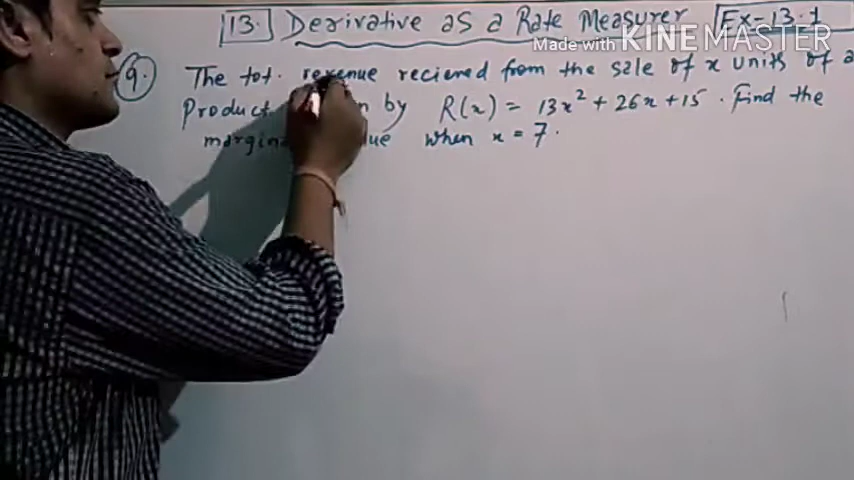 13. Derivative as a Rate Measurer Ex-13.1
Made with KINEMASTER
9. The tot. revenue recieved from the sale of x units of a
Product by R(x) = 13x² + 26x + 15. Find the
when x = 7.